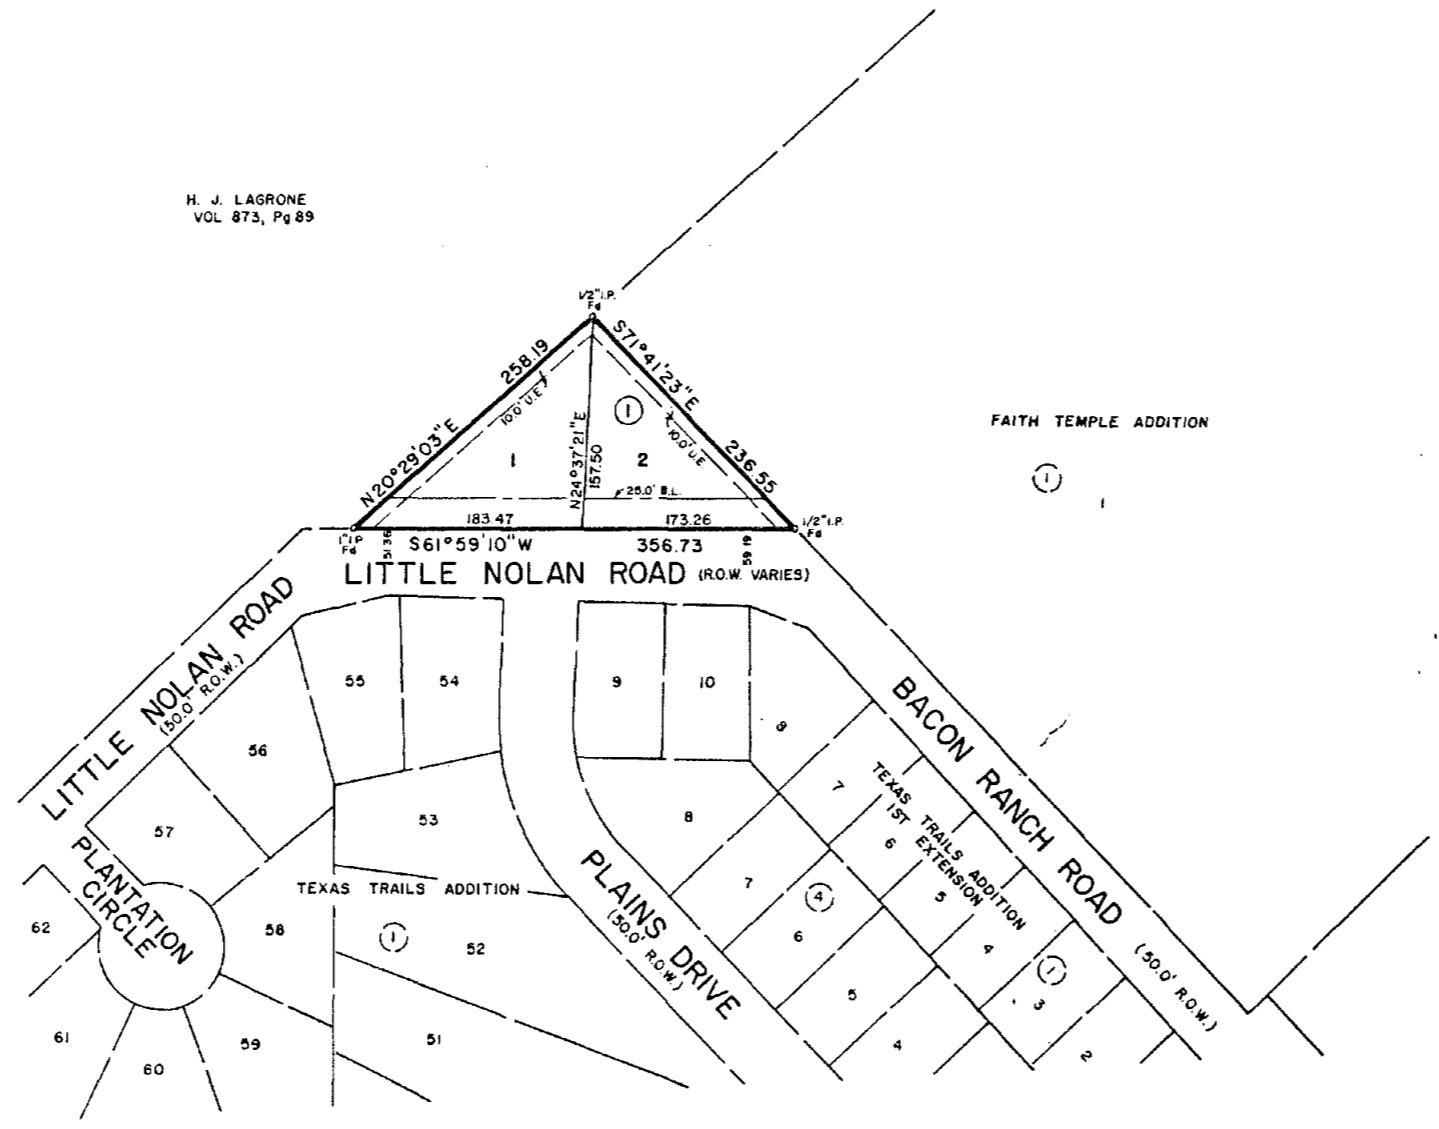 H. J. LAGRONE
VOL 873, Pg 89
1/2" I.P.
Fd
258.19
S71°41'23"E
10.0' U.E.
N20°29'03"E
1
N24°37'21"E
157.50
1
2
10.0' U.E.
236.55
25.0' B.L.
183.47
173.26
1" I.P.
Fd
1/2" I.P.
Fd
51.36
S61°59'10"W
356.73
59.19
LITTLE NOLAN ROAD (R.O.W. VARIES)
FAITH TEMPLE ADDITION
1
1
LITTLE NOLAN ROAD
(50.0' R.O.W.)
55
54
9
10
8
56
57
53
8
7
BACON RANCH ROAD
(50.0' R.O.W.)
TEXAS TRAILS ADDITION
1ST EXTENSION
6
5
4
1
3
2
PLANTATION
CIRCLE
TEXAS TRAILS ADDITION
1
PLAINS DRIVE
(50.0' R.O.W.)
7
4
6
5
4
62
58
52
61
60
59
51